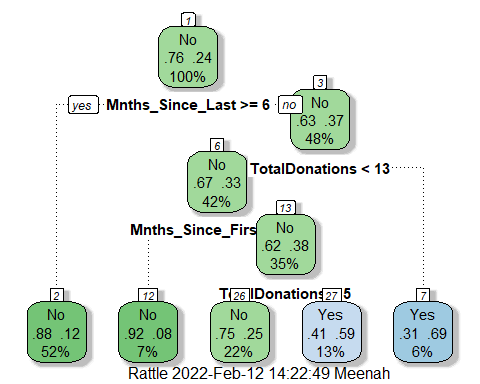 1
No
.76 .24
100%
yes
Mnths_Since_Last >= 6
no
3
No
.63 .37
48%
6
No
.67 .33
42%
TotalDonations < 13
13
No
.62 .38
35%
Mnths_Since_Firs
2
No
.88 .12
52%
12
No
.92 .08
7%
26
No
.75 .25
22%
27
Yes
.41 .59
13%
7
Yes
.31 .69
6%
Rattle 2022-Feb-12 14:22:49 Meenah